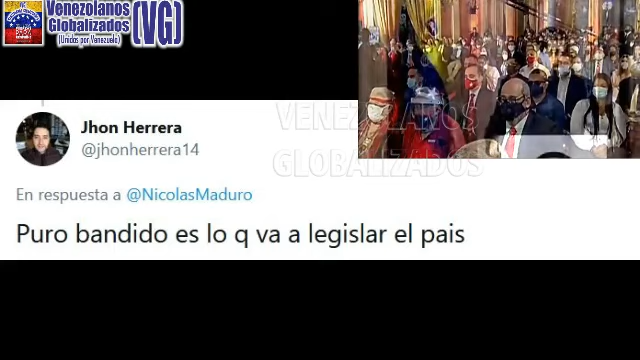 Venezolanos
Globalizados
(Unidos por Venezuela)
(VG)
VENEZOLANOS
GLOBALIZADOS
Jhon Herrera
@jhonherrera14
En respuesta a @NicolasMaduro
Puro bandido es lo q va a legislar el pais